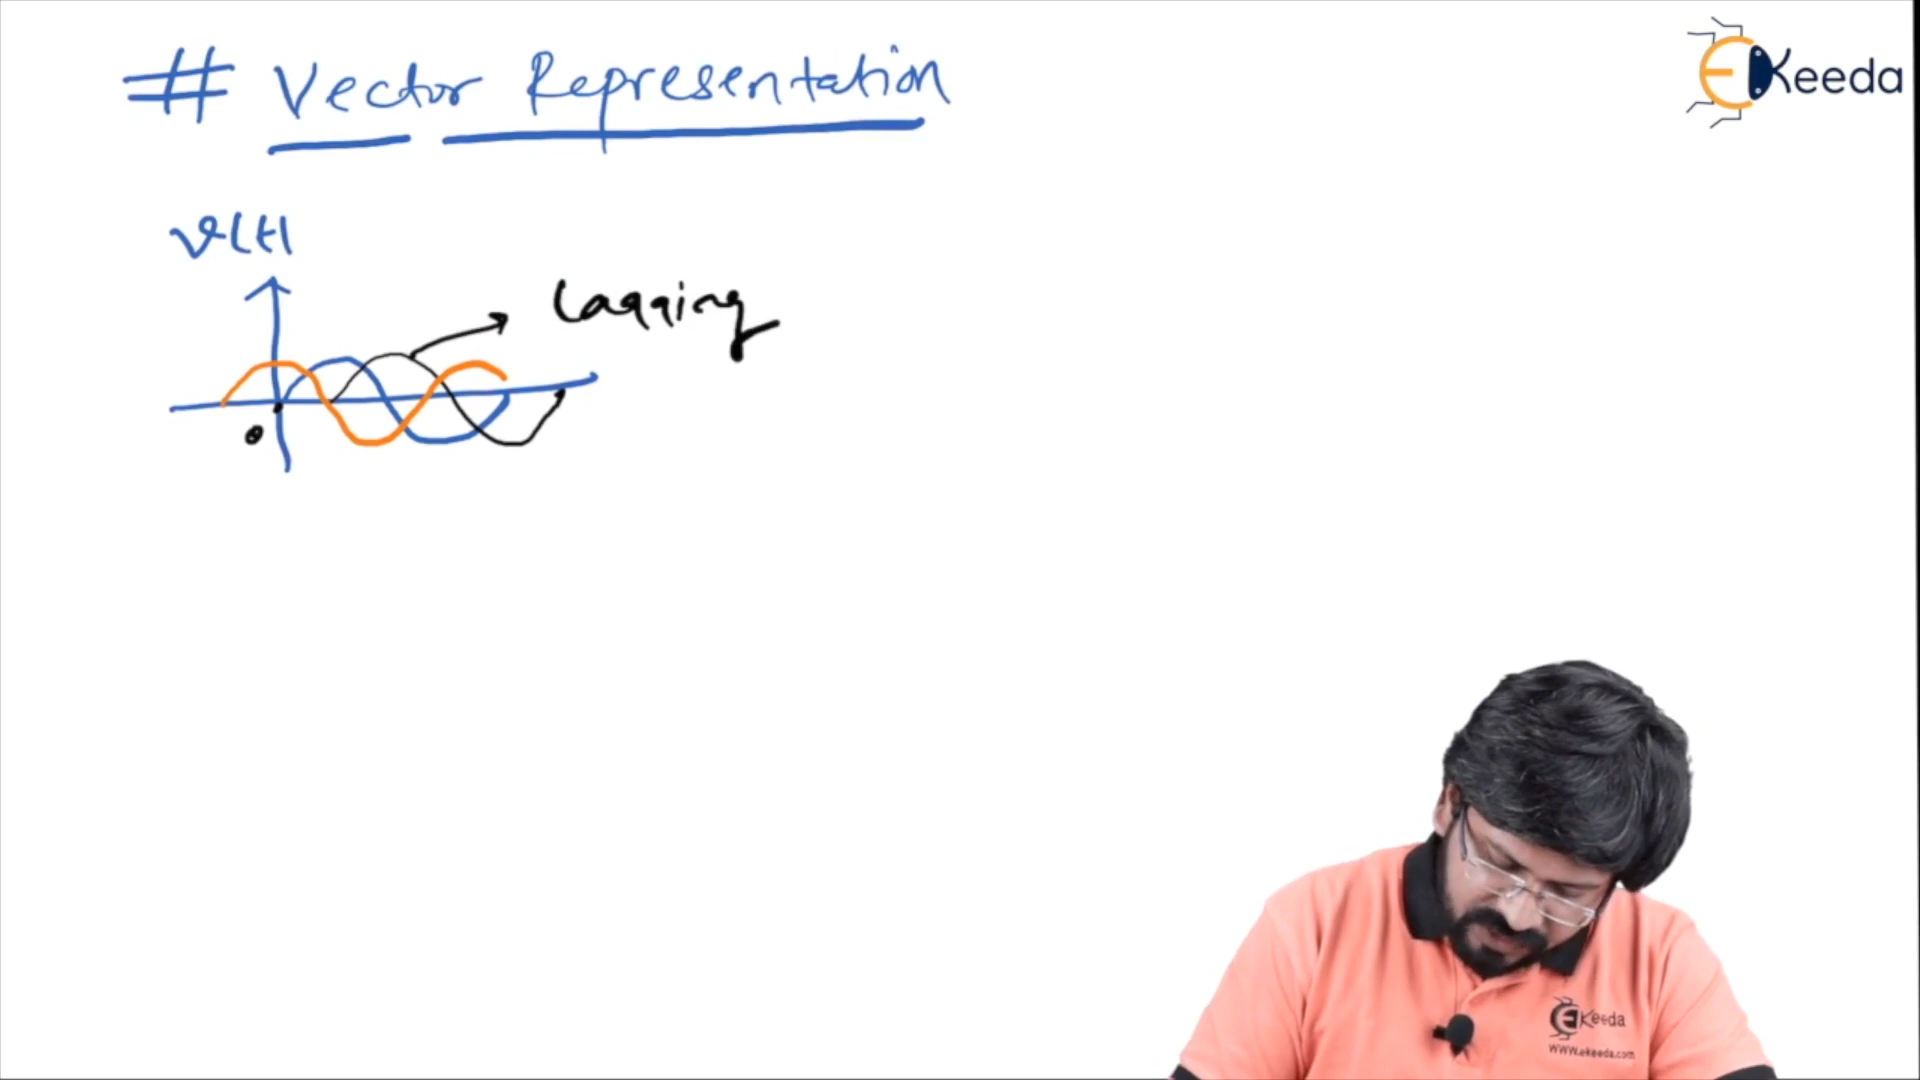 # Vector Representation
EKeeda
v(t)
Lagging
0
EKeeda
www.ekeeda.com